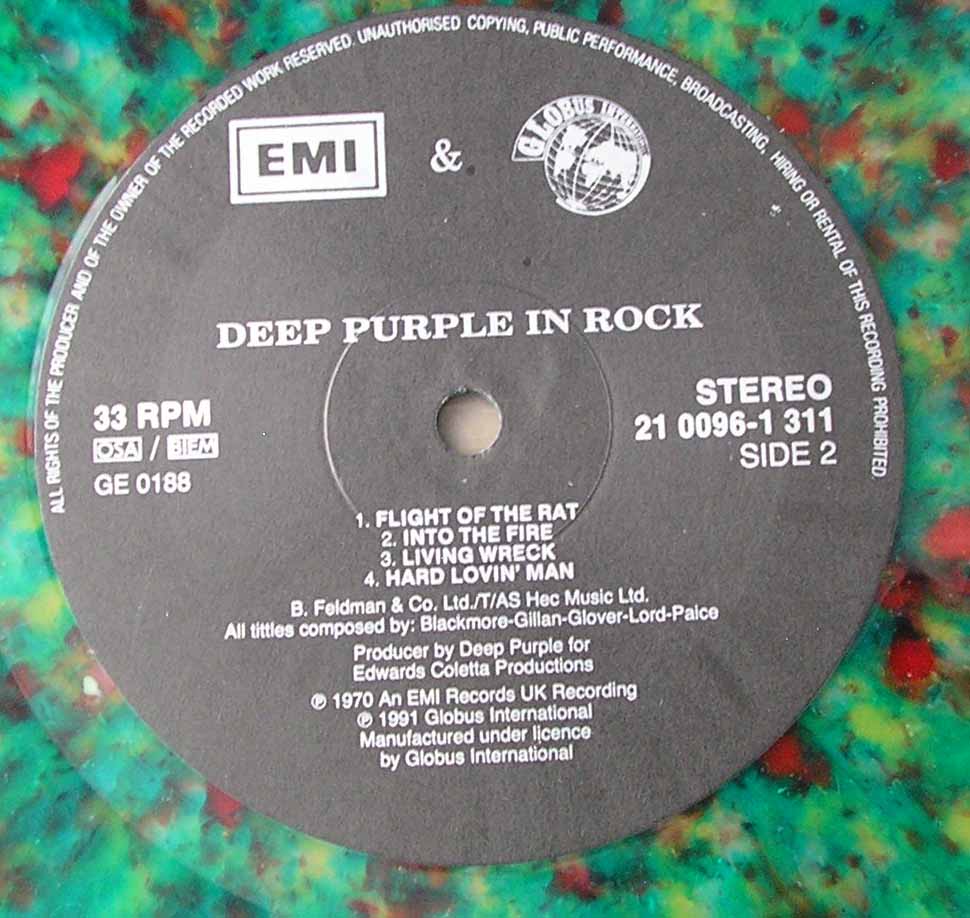 ALL RIGHTS OF THE PRODUCER AND OF THE OWNER OF THE RECORDED WORK RESERVED. UNAUTHORISED COPYING, PUBLIC PERFORMANCE, BROADCASTING, HIRING OR RENTAL OF THIS RECORDING PROHIBITED.
EMI & GLOBUS INTERNATIONAL
DEEP PURPLE IN ROCK
33 RPM
OSA / BIEM
GE 0188
STEREO
21 0096-1 311
SIDE 2
1. FLIGHT OF THE RAT
2. INTO THE FIRE
3. LIVING WRECK
4. HARD LOVIN' MAN
B. Feldman & Co. Ltd./T/AS Hec Music Ltd.
All tittles composed by: Blackmore-Gillan-Glover-Lord-Paice
Producer by Deep Purple for
Edwards Coletta Productions
℗ 1970 An EMI Records UK Recording
℗ 1991 Globus International
Manufactured under licence
by Globus International